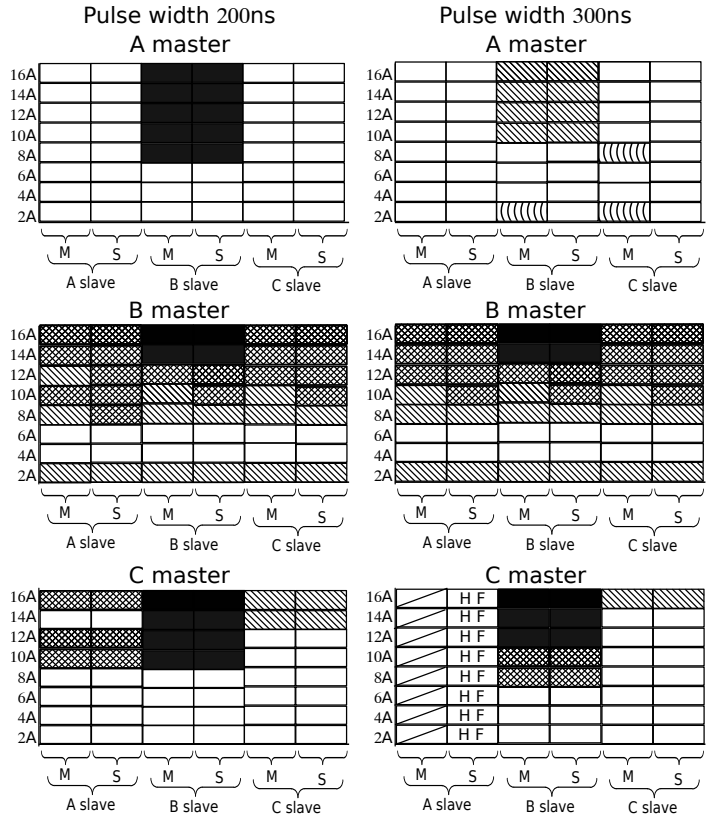 Pulse width 200ns
Pulse width 300ns
A master
A master
16A
14A
12A
10A
8A
6A
4A
2A
M S M S M S
A slave B slave C slave
16A
14A
12A
10A
8A
6A
4A
2A
M S M S M S
A slave B slave C slave
B master
B master
16A
14A
12A
10A
8A
6A
4A
2A
M S M S M S
A slave B slave C slave
16A
14A
12A
10A
8A
6A
4A
2A
M S M S M S
A slave B slave C slave
C master
C master
16A
14A
12A
10A
8A
6A
4A
2A
M S M S M S
A slave B slave C slave
16A H F
14A H F
12A H F
10A H F
8A H F
6A H F
4A H F
2A H F
M S M S M S
A slave B slave C slave